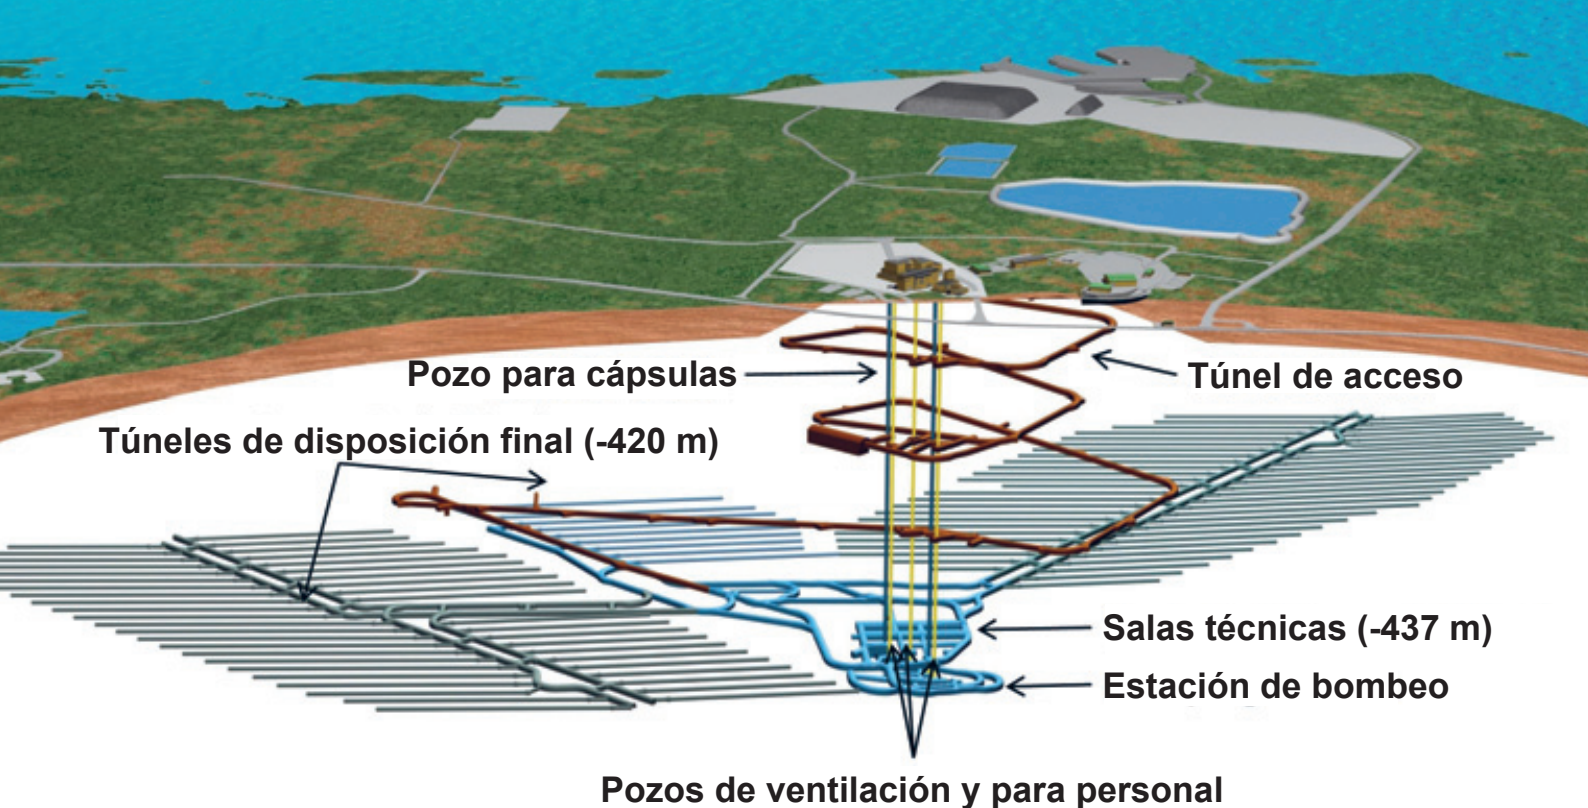 Pozo para cápsulas
Túnel de acceso
Túneles de disposición final (-420 m)
Salas técnicas (-437 m)
Estación de bombeo
Pozos de ventilación y para personal